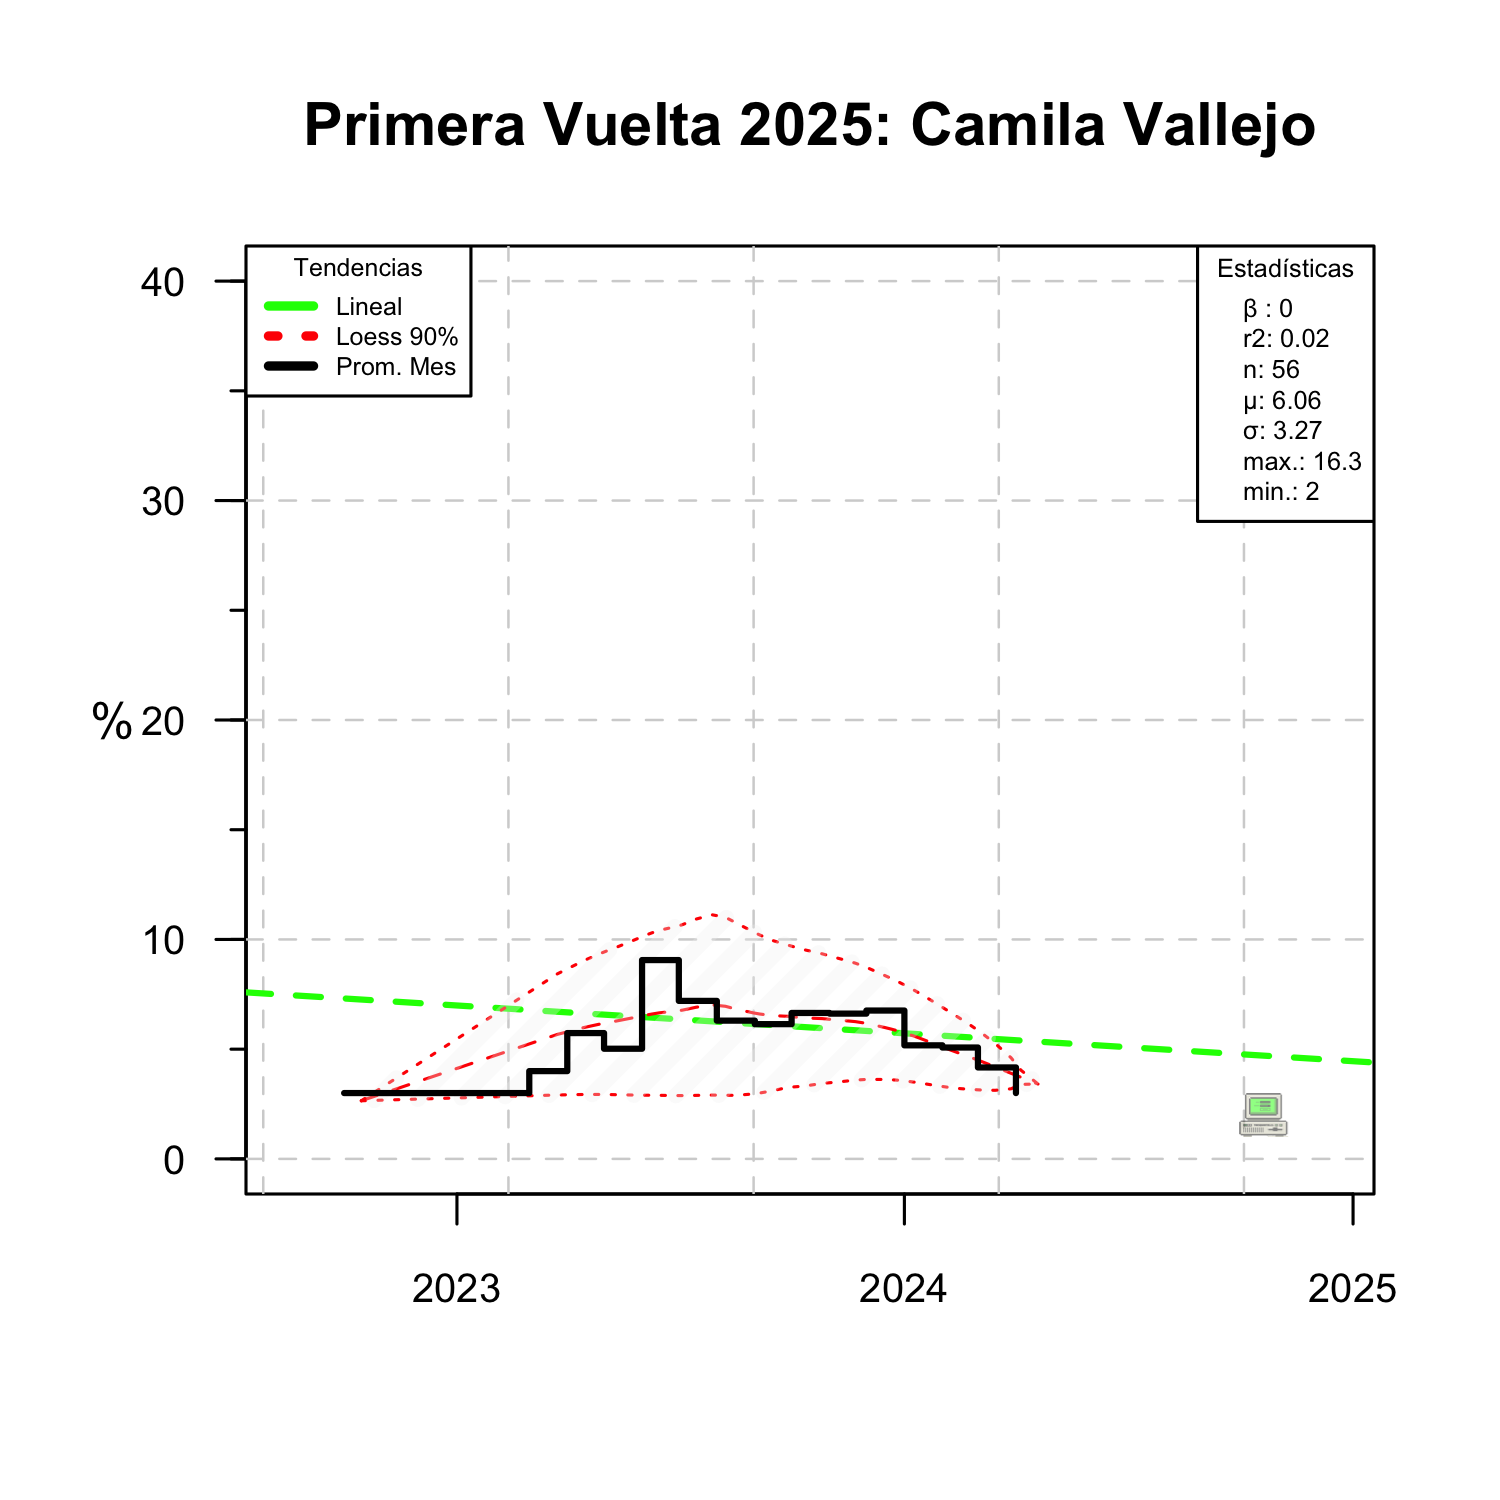 Primera Vuelta 2025: Camila Vallejo
Tendencias
Lineal
Loess 90%
Prom. Mes
Estadísticas
β : 0
r2: 0.02
n: 56
μ: 6.06
σ: 3.27
max.: 16.3
min.: 2
40
30
% 20
10
0
2023 2024 2025